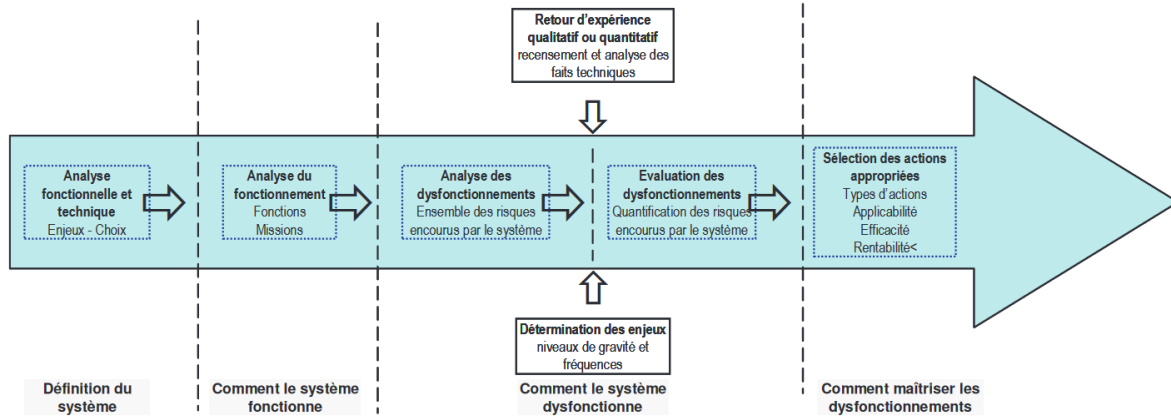 Retour d'expérience
qualitatif ou quantitatif
recensement et analyse des
faits techniques
Analyse
fonctionnelle et
technique
Enjeux - Choix
Analyse du
fonctionnement
Fonctions
Missions
Analyse des
dysfonctionnements
Ensemble des risques
encourus par le système
Evaluation des
dysfonctionnements
Quantification des risques
encourus par le système
Sélection des actions
appropriées
Types d'actions
Applicabilité
Efficacité
Rentabilité<
Détermination des enjeux
niveaux de gravité et
fréquences
Définition du
système
Comment le système
fonctionne
Comment le système
dysfonctionne
Comment maîtriser les
dysfonctionnements